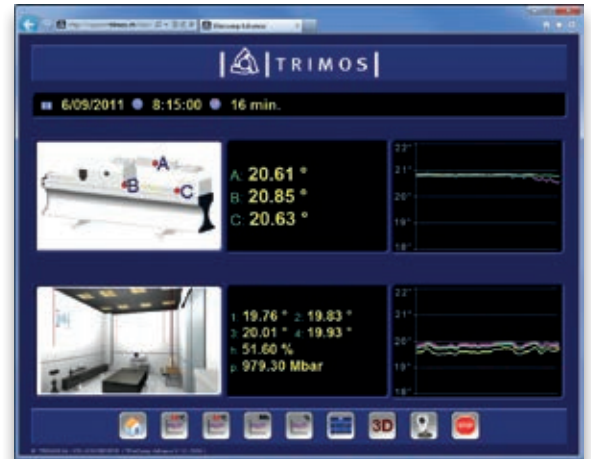 TRIMOS
6/09/2011 8:15:00 16 min.
A
B
C
A: 20.61 °
B: 20.85 °
C: 20.63 °
22°
21°
20°
19°
18°
1: 19.76 ° 2: 19.83 °
3: 20.01 ° 4: 19.93 °
h: 51.60 %
p: 979.30 Mbar
22°
21°
20°
19°
18°
3D
STOP